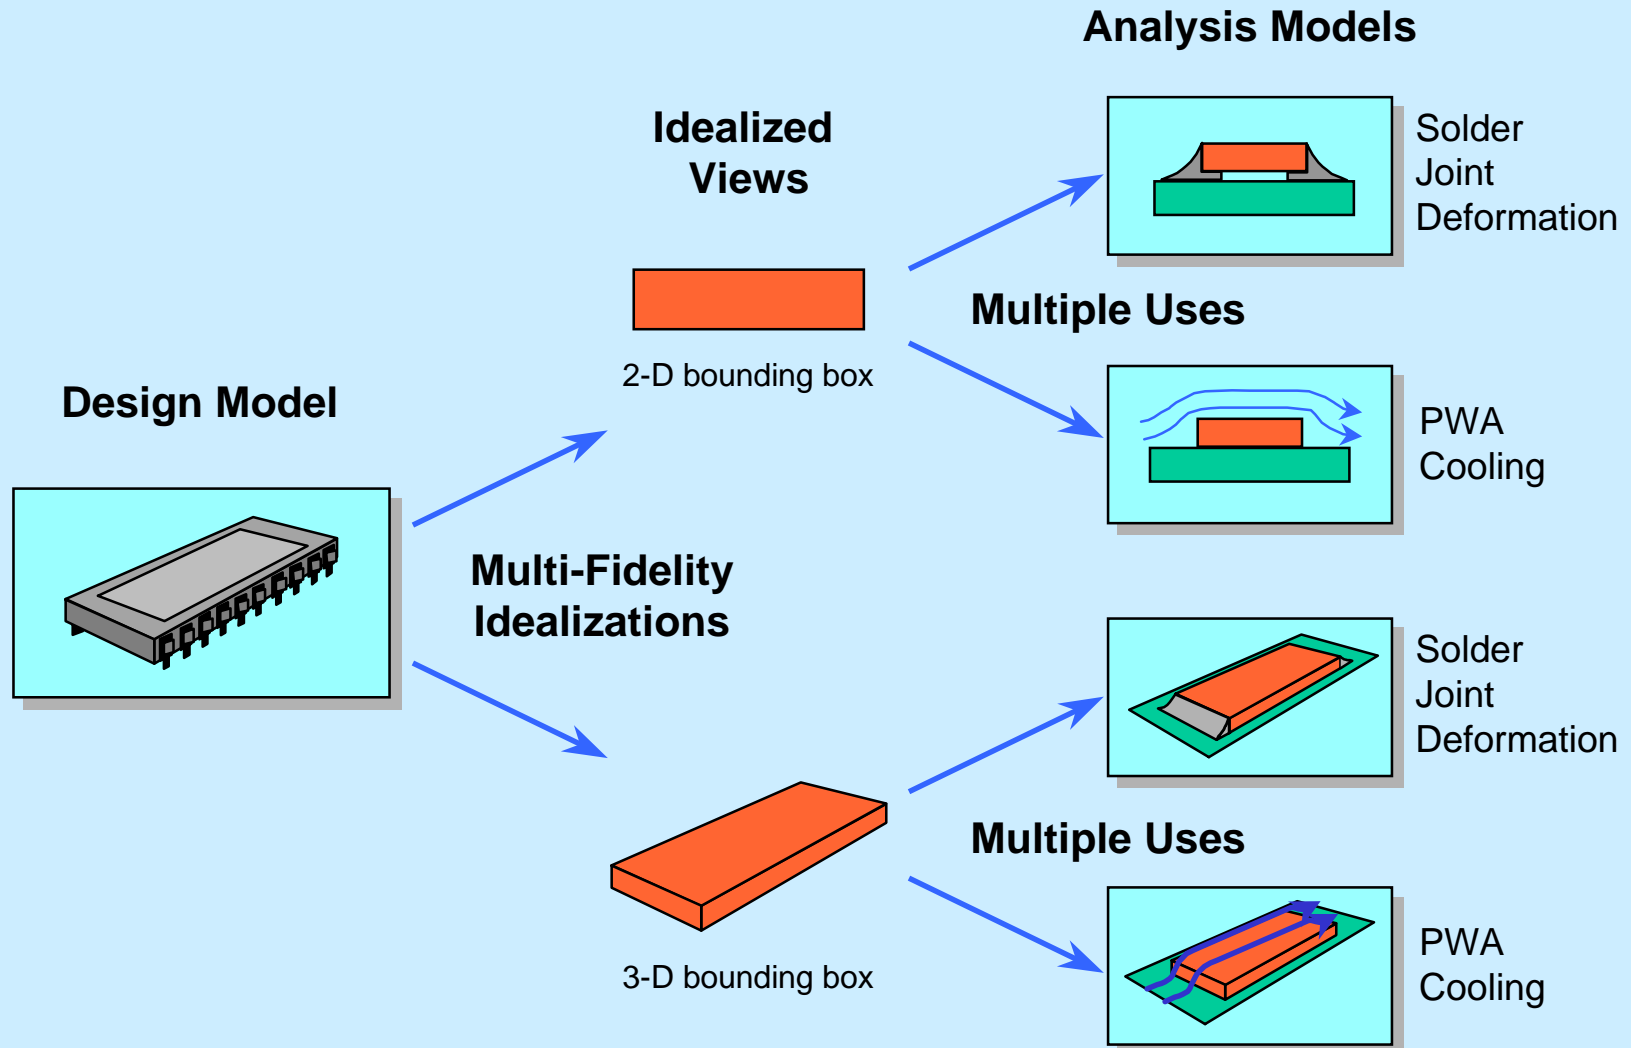 Analysis Models
Idealized
Views
Solder
Joint
Deformation
Multiple Uses
2-D bounding box
Design Model
PWA
Cooling
Multi-Fidelity
Idealizations
Solder
Joint
Deformation
Multiple Uses
3-D bounding box
PWA
Cooling